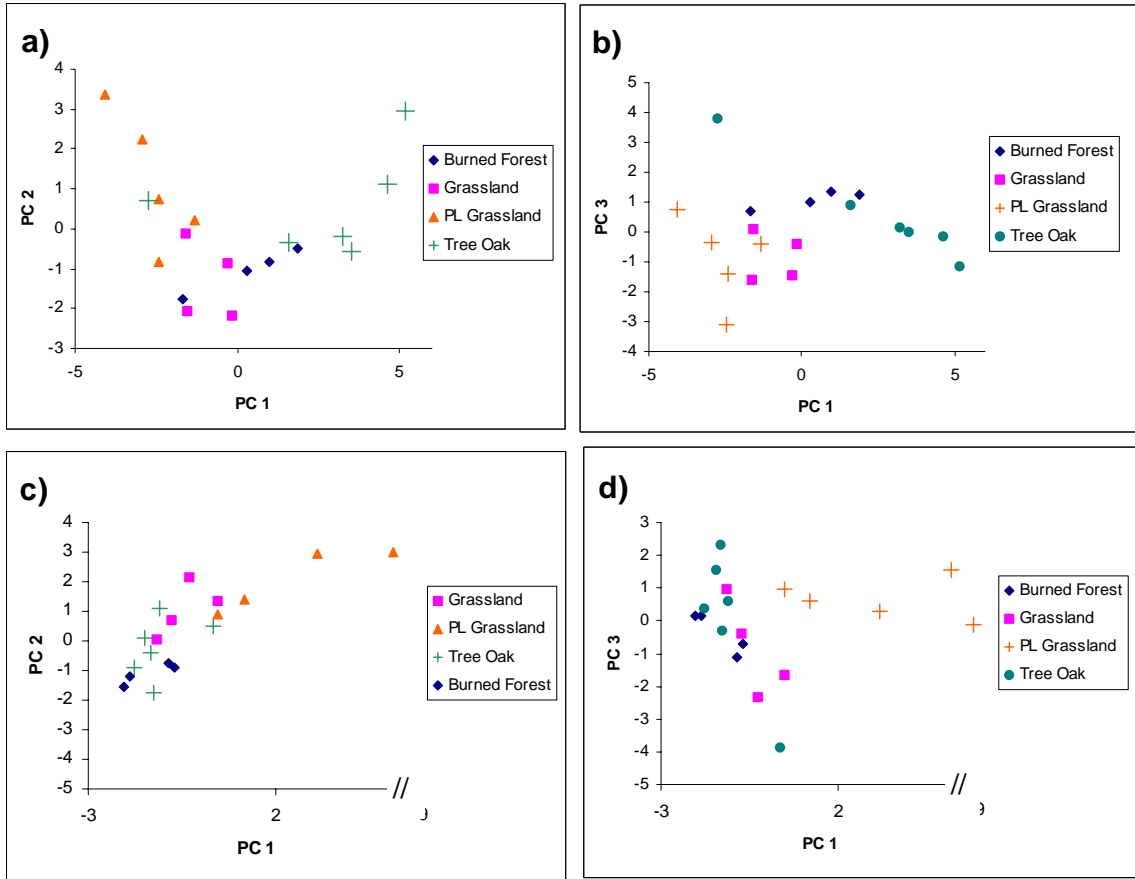 a)
4
3
2
1
0
-1
-2
-3
-5
0
5
PC 2
PC 1
Burned Forest
Grassland
PL Grassland
Tree Oak
b)
5
4
3
2
1
0
-1
-2
-3
-4
-5
0
5
PC 3
PC 1
Burned Forest
Grassland
PL Grassland
Tree Oak
c)
4
3
2
1
0
-1
-2
-3
-4
-5
-3
2
//
PC 2
PC 1
Grassland
PL Grassland
Tree Oak
Burned Forest
d)
3
2
1
0
-1
-2
-3
-4
-5
-3
2
//
PC 3
PC 1
Burned Forest
Grassland
PL Grassland
Tree Oak